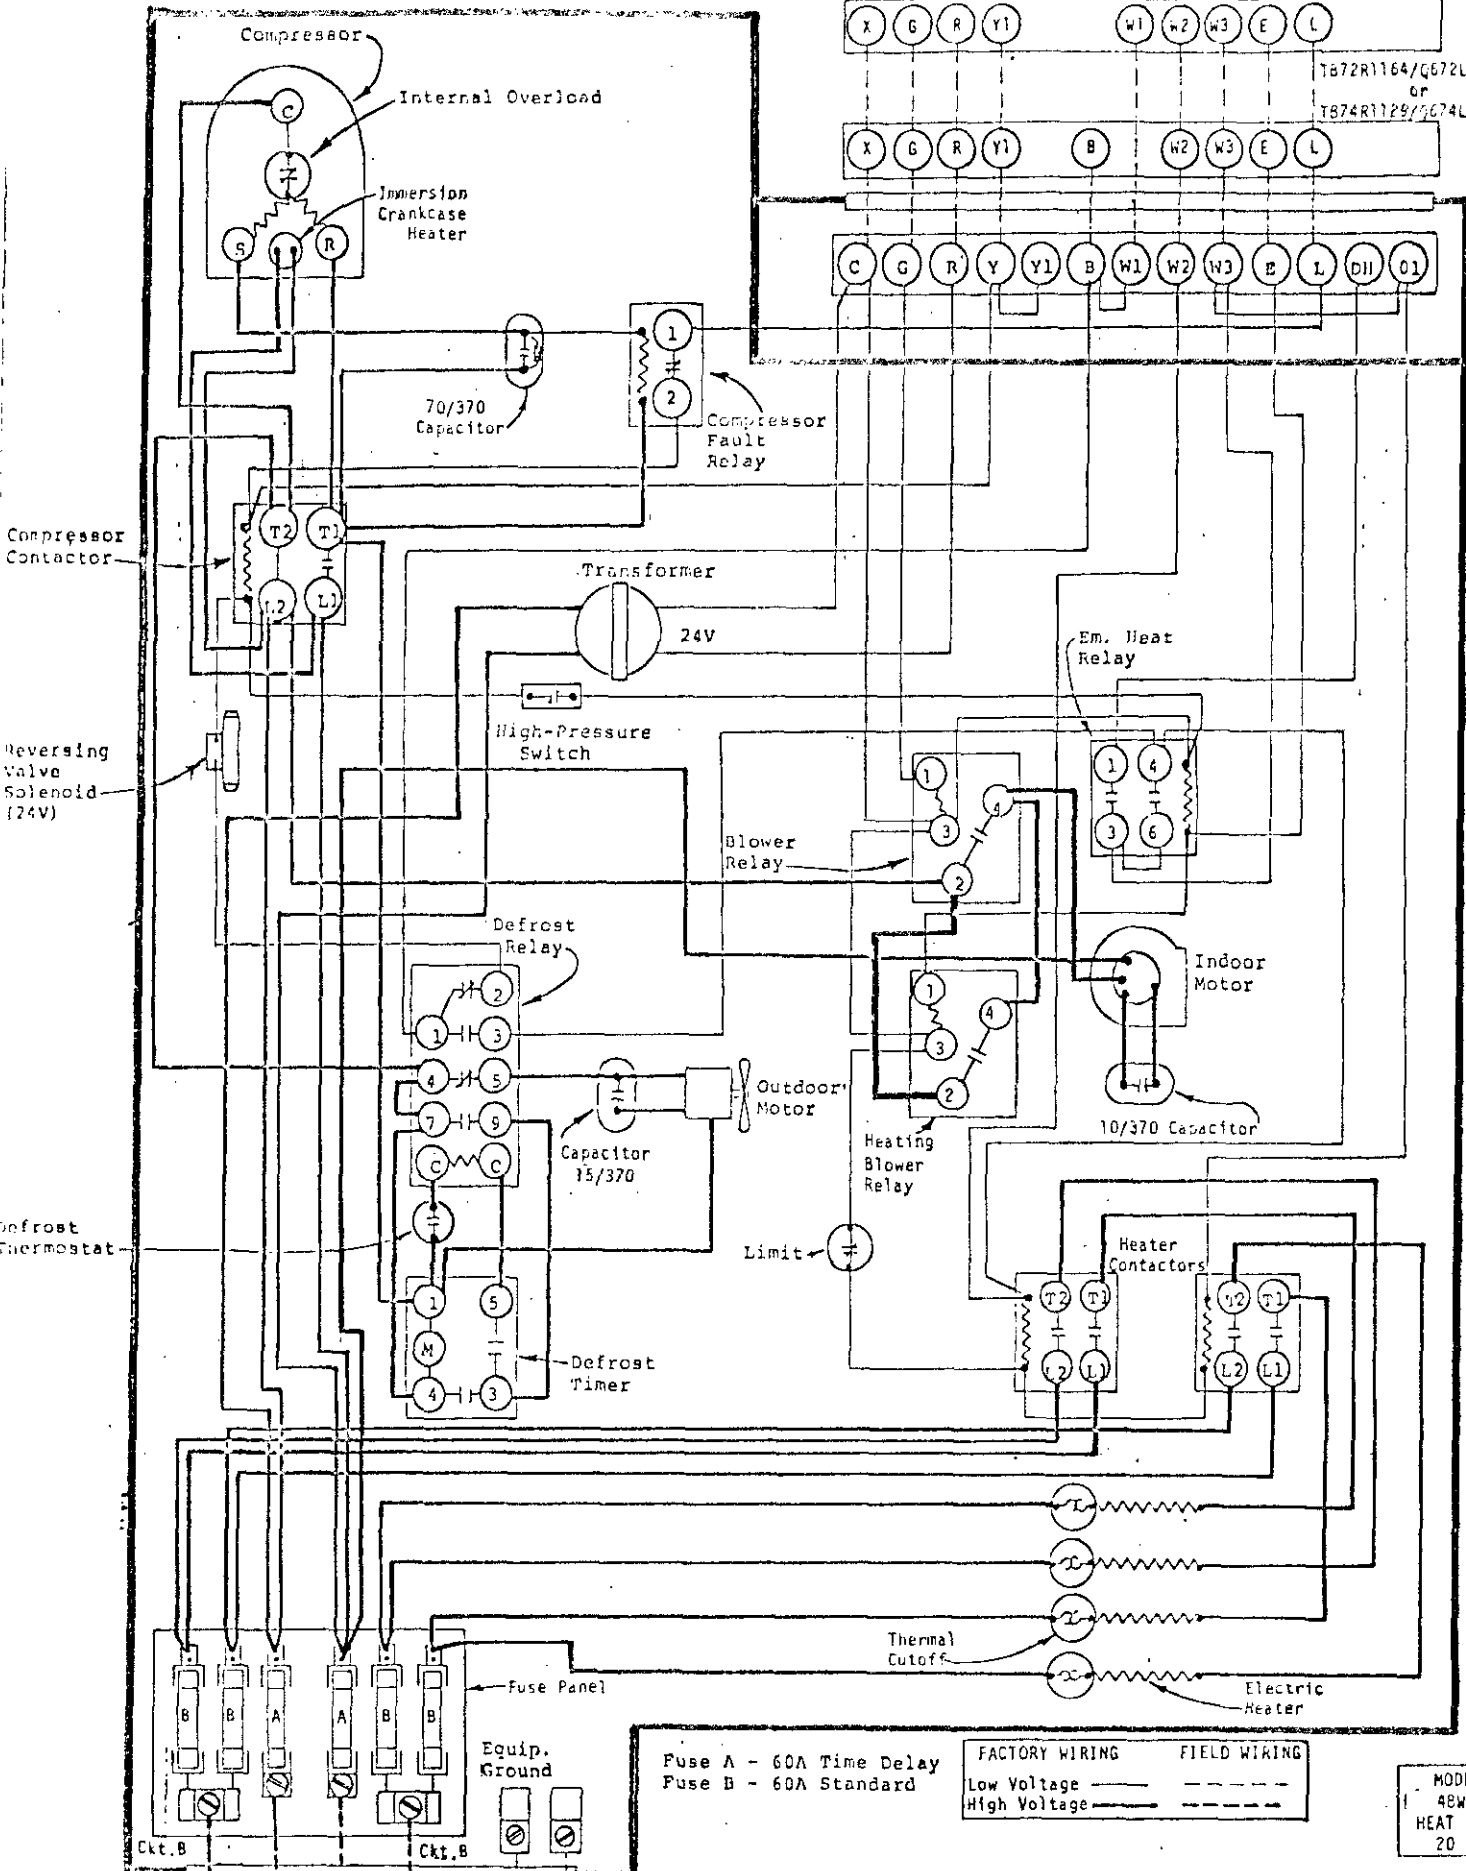 Compressor
X G R Y1 W1 W2 W3 E L
TB72R1164/Q672L
or
TB74R1129/Q674L
C
Internal Overload
X G R Y1 B W2 W3 E L
Immersion
Crankcase
Heater
S R
C G R Y Y1 B W1 W2 W3 E L DH O1
1
2
70/370
Capacitor
Compressor
Fault
Relay
Compressor
Contactor
T2 T1
L2 L1
Transformer
24V
Em. Heat
Relay
High-Pressure
Switch
Reversing
Valve
Solenoid
(24V)
1 4
3 6
1
4
3
2
Blower
Relay
Defrost
Relay
2
1 3
4 5
7 9
C C
Indoor
Motor
1
4
3
2
Outdoor
Motor
Capacitor
15/370
10/370 Capacitor
Heating
Blower
Relay
Defrost
Thermostat
Limit
Heater
Contactors
T2 T1
L2 L1
T2 T1
L2 L1
1 5
M
4 3
Defrost
Timer
Thermal
Cutoff
Electric
Heater
Fuse Panel
B B A A B B
Equip.
Ground
Ckt.B
Ckt.B
Fuse A - 60A Time Delay
Fuse B - 60A Standard
FACTORY WIRING FIELD WIRING
Low Voltage
High Voltage
MOD
48W
HEAT
20